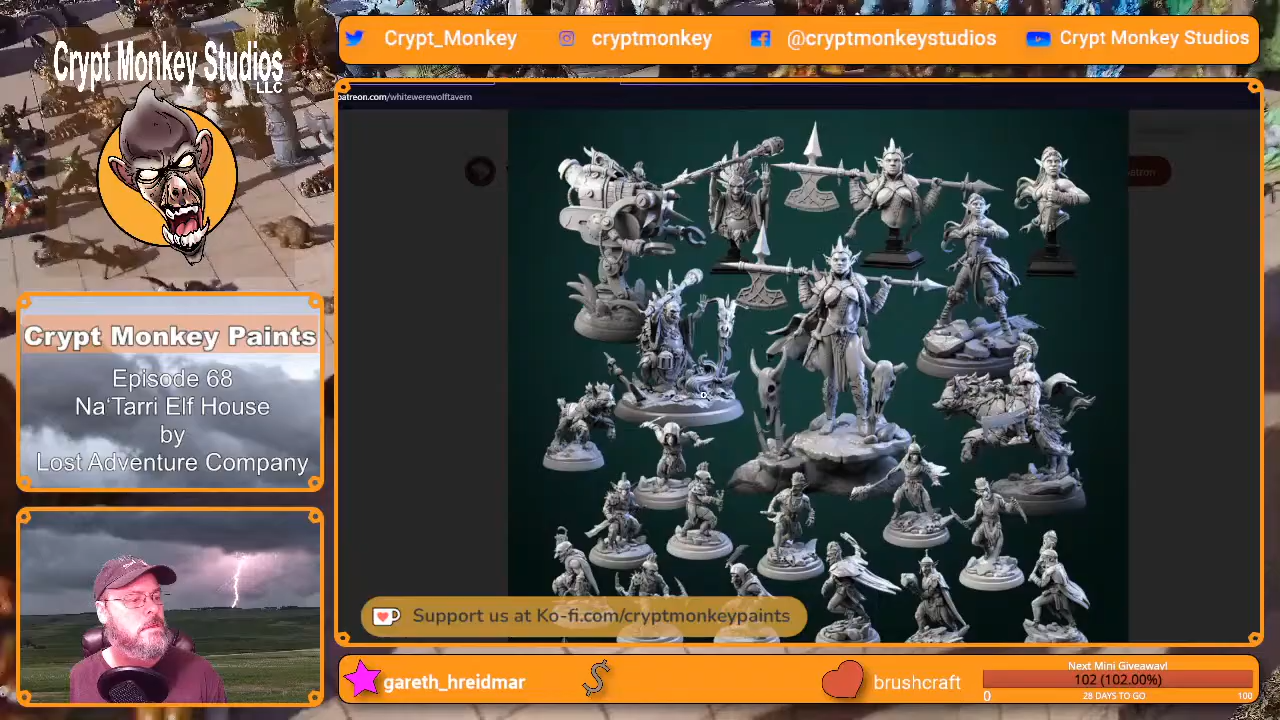 Crypt Monkey Studios
LLC
Crypt_Monkey
cryptmonkey
@cryptmonkeystudios
Crypt Monkey Studios
patreon.com/whitewerewolftavern
Crypt Monkey Paints
Episode 68
Na'Tarri Elf House
by
Lost Adventure Company
Support us at Ko-fi.com/cryptmonkeypaints
gareth_hreidmar
brushcraft
Next Mini Giveaway!
102 (102.00%)
0
28 DAYS TO GO
100